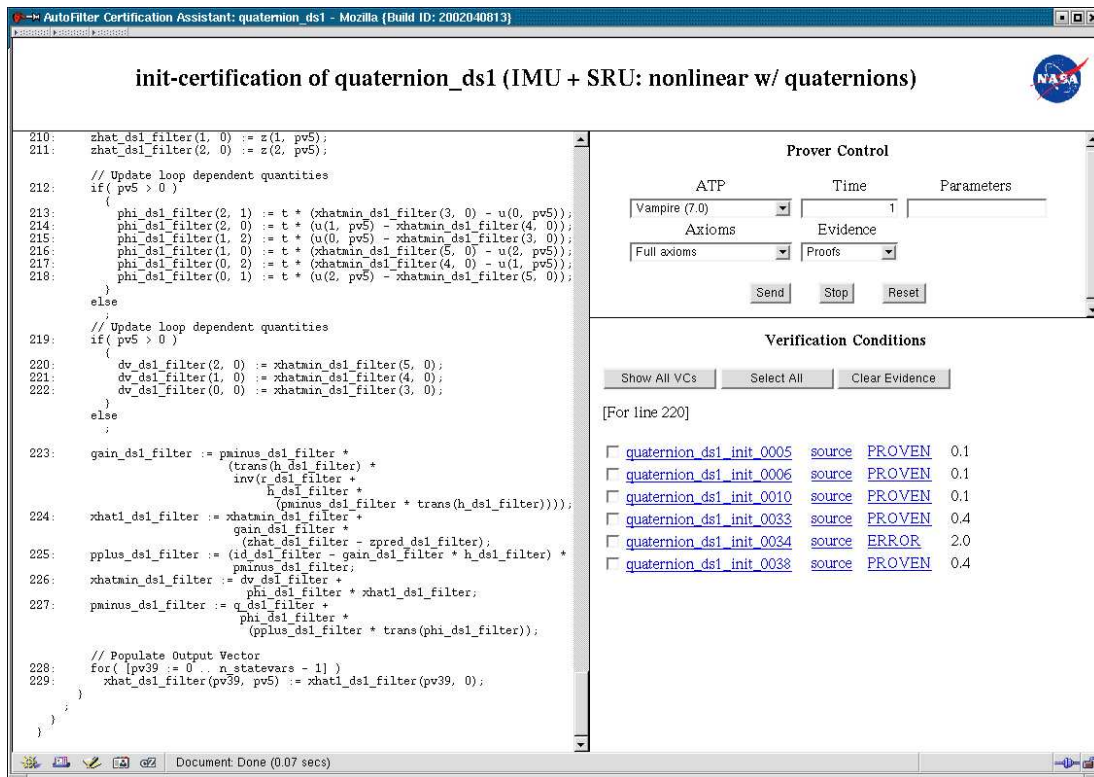 AutoFilter Certification Assistant: quaternion_ds1 - Mozilla {Build ID: 2002040813}
init-certification of quaternion_ds1 (IMU + SRU: nonlinear w/ quaternions)
NASA
210: zhat_ds1_filter(1, 0) := z(1, pv5);
211: zhat_ds1_filter(2, 0) := z(2, pv5);
// Update loop dependent quantities
212: if( pv5 > 0 )
{
213: phi_ds1_filter(2, 1) := t * (xhatmin_ds1_filter(3, 0) - u(0, pv5));
214: phi_ds1_filter(2, 0) := t * (u(1, pv5) - xhatmin_ds1_filter(4, 0));
215: phi_ds1_filter(1, 2) := t * (u(0, pv5) - xhatmin_ds1_filter(3, 0));
216: phi_ds1_filter(1, 0) := t * (xhatmin_ds1_filter(5, 0) - u(2, pv5));
217: phi_ds1_filter(0, 2) := t * (xhatmin_ds1_filter(4, 0) - u(1, pv5));
218: phi_ds1_filter(0, 1) := t * (u(2, pv5) - xhatmin_ds1_filter(5, 0));
}
else
;
// Update loop dependent quantities
219: if( pv5 > 0 )
{
220: dv_ds1_filter(2, 0) := xhatmin_ds1_filter(5, 0);
221: dv_ds1_filter(1, 0) := xhatmin_ds1_filter(4, 0);
222: dv_ds1_filter(0, 0) := xhatmin_ds1_filter(3, 0);
}
else
;
223: gain_ds1_filter := pminus_ds1_filter *
(trans(h_ds1_filter) *
inv(r_ds1_filter +
h_ds1_filter *
(pminus_ds1_filter * trans(h_ds1_filter))));
224: xhat1_ds1_filter := xhatmin_ds1_filter +
gain_ds1_filter *
(zhat_ds1_filter - zpred_ds1_filter);
225: pplus_ds1_filter := (id_ds1_filter - gain_ds1_filter * h_ds1_filter) *
pminus_ds1_filter;
226: xhatmin_ds1_filter := dv_ds1_filter +
phi_ds1_filter * xhat1_ds1_filter;
227: pminus_ds1_filter := q_ds1_filter +
phi_ds1_filter *
(pplus_ds1_filter * trans(phi_ds1_filter));
// Populate Output Vector
228: for( [pv39 := 0 .. n_statevars - 1] )
229: xhat_ds1_filter(pv39, pv5) := xhat1_ds1_filter(pv39, 0);
}
;
}
}
Prover Control
ATP Time Parameters
Vampire (7.0) 1
Axioms Evidence
Full axioms Proofs
Send Stop Reset
Verification Conditions
Show All VCs Select All Clear Evidence
[For line 220]
quaternion_ds1_init_0005 source PROVEN 0.1
quaternion_ds1_init_0006 source PROVEN 0.1
quaternion_ds1_init_0010 source PROVEN 0.1
quaternion_ds1_init_0033 source PROVEN 0.4
quaternion_ds1_init_0034 source ERROR 2.0
quaternion_ds1_init_0038 source PROVEN 0.4
Document: Done (0.07 secs)